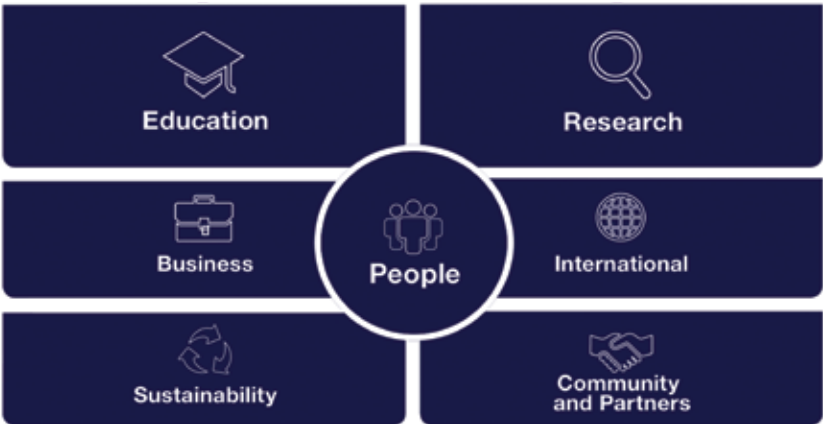 Education
Research
Business
People
International
Sustainability
Community
and Partners